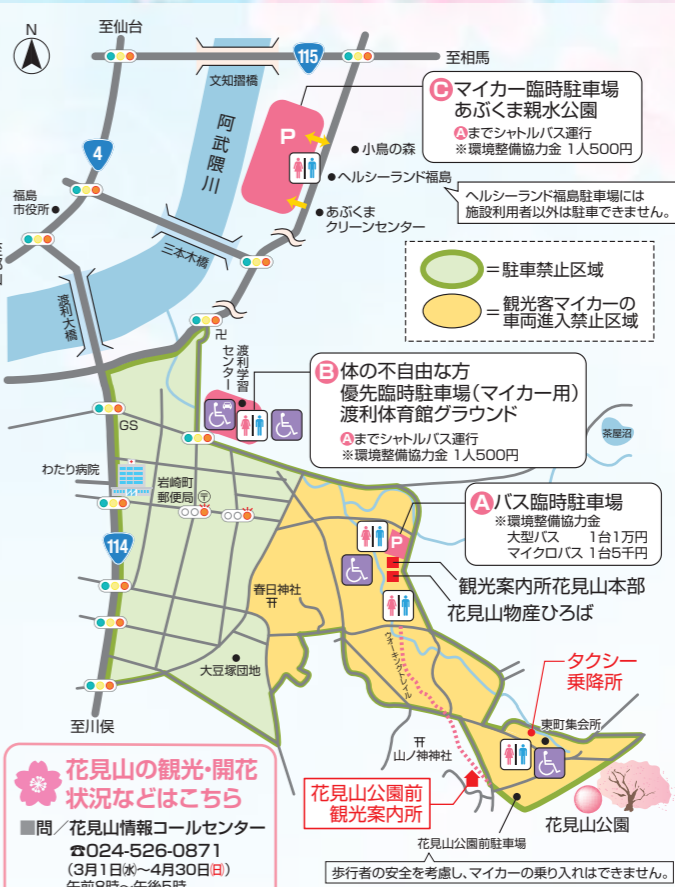 N
至仙台
115
至相馬
文知摺橋
阿武隈川
4
P
Cマイカー臨時駐車場
あぶくま親水公園
Aまでシャトルバス運行
※環境整備協力金 1人500円
小鳥の森
ヘルシーランド福島
ヘルシーランド福島駐車場には
施設利用者以外は駐車できません。
福島
市役所
あぶくま
クリーンセンター
三本木橋
渡利大橋
=駐車禁止区域
=観光客マイカーの
車両進入禁止区域
卍
渡利学習
センター
B体の不自由な方
優先臨時駐車場(マイカー用)
渡利体育館グラウンド
Aまでシャトルバス運行
※環境整備協力金 1人500円
GS
茶屋沼
わたり病院
岩崎町
郵便局〒
114
Aバス臨時駐車場
※環境整備協力金
大型バス 1台1万円
マイクロバス 1台5千円
P
観光案内所花見山本部
花見山物産ひろば
春日神社
ウォーキングトレイル
大豆塚団地
タクシー
乗降所
東町集会所
至川俣
山ノ神神社
花見山公園前
観光案内所
花見山公園
花見山公園前駐車場
歩行者の安全を考慮し、マイカーの乗り入れはできません。
花見山の観光・開花
状況などはこちら
■問/花見山情報コールセンター
☎024-526-0871
(3月1日㈬〜4月30日㈰)
午前8時〜午後5時